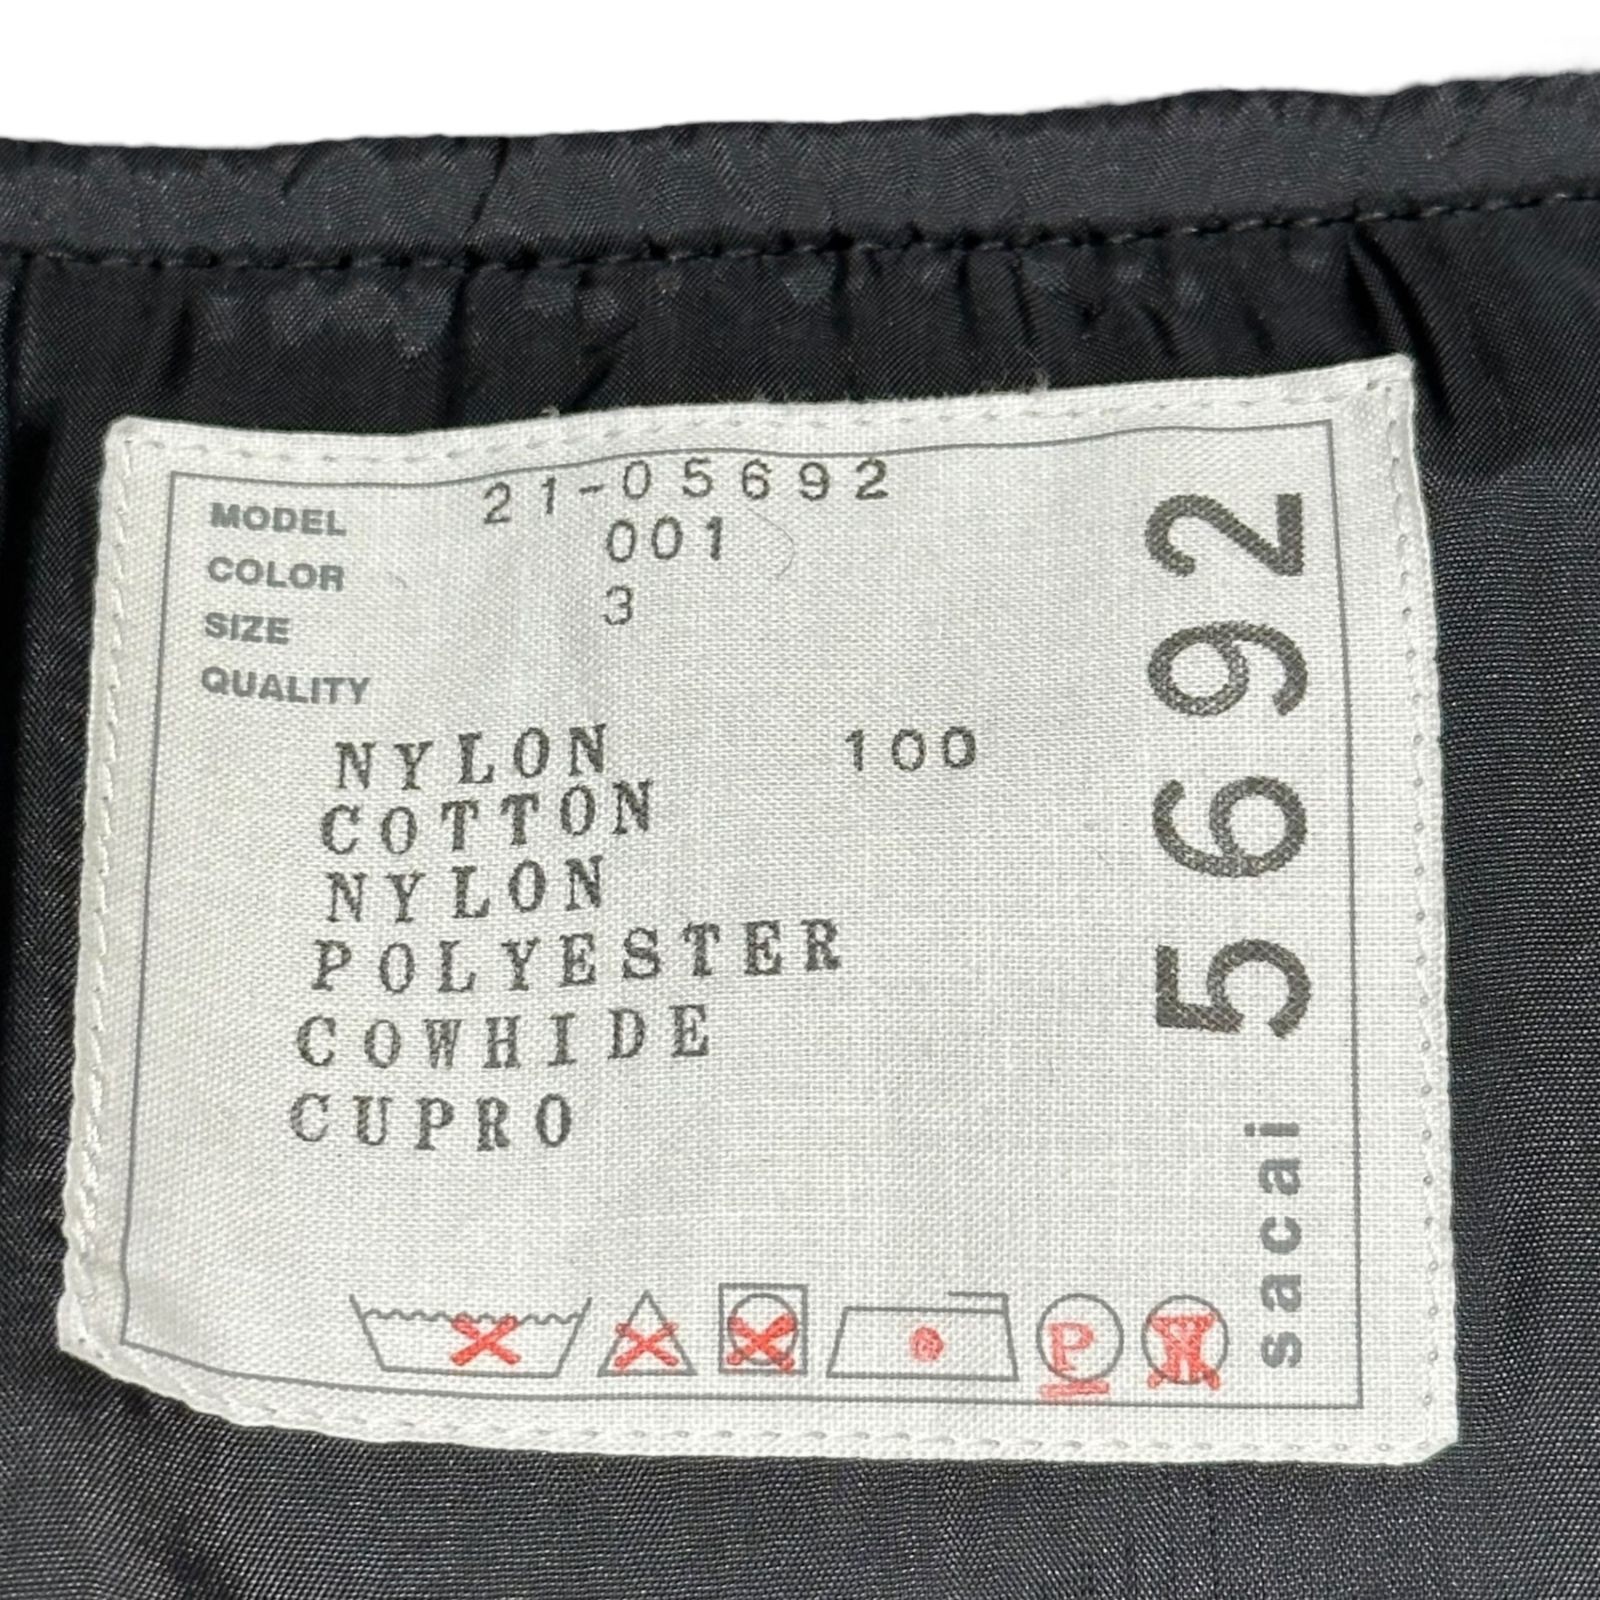 MODEL 21-05692
COLOR 001
SIZE 3
QUALITY
NYLON 100
COTTON
NYLON
POLYESTER
COWHIDE
CUPRO
P
W
sacai 5692